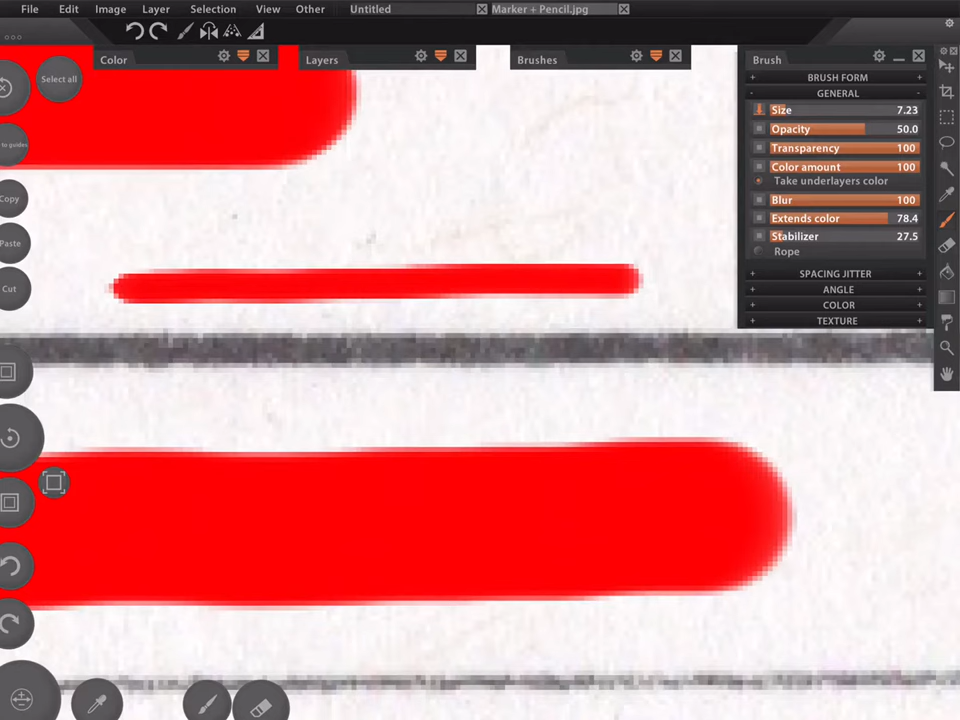 File Edit Image Layer Selection View Other Untitled Marker + Pencil.jpg
Select all
Color
Layers
Brushes
Brush
BRUSH FORM
GENERAL
Size 7.23
Opacity 50.0
Transparency 100
Color amount 100
Take underlayers color
Blur 100
Extends color 78.4
Stabilizer 27.5
Rope
SPACING JITTER
ANGLE
COLOR
TEXTURE
to guides
Copy
Paste
Cut